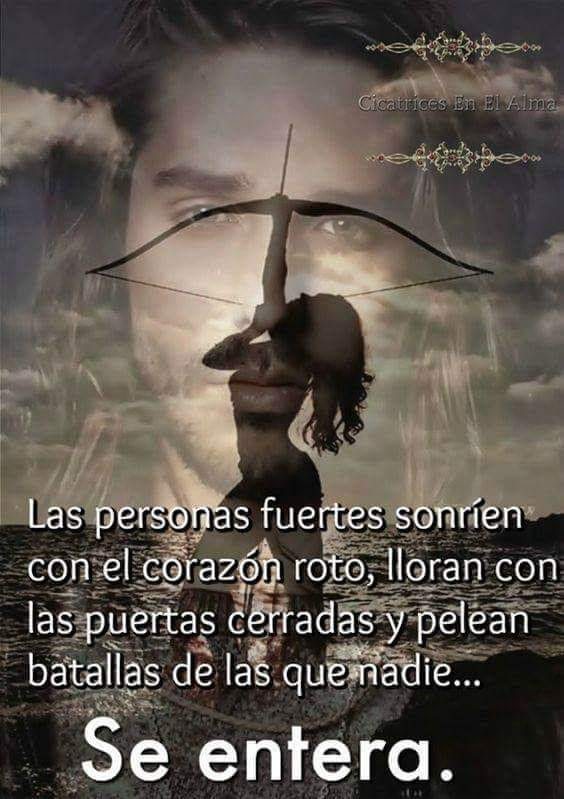 Cicatrices En El Alma
Las personas fuertes sonríen
con el corazón roto, lloran con
las puertas cerradas y pelean
batallas de las que nadie...
Se entera.